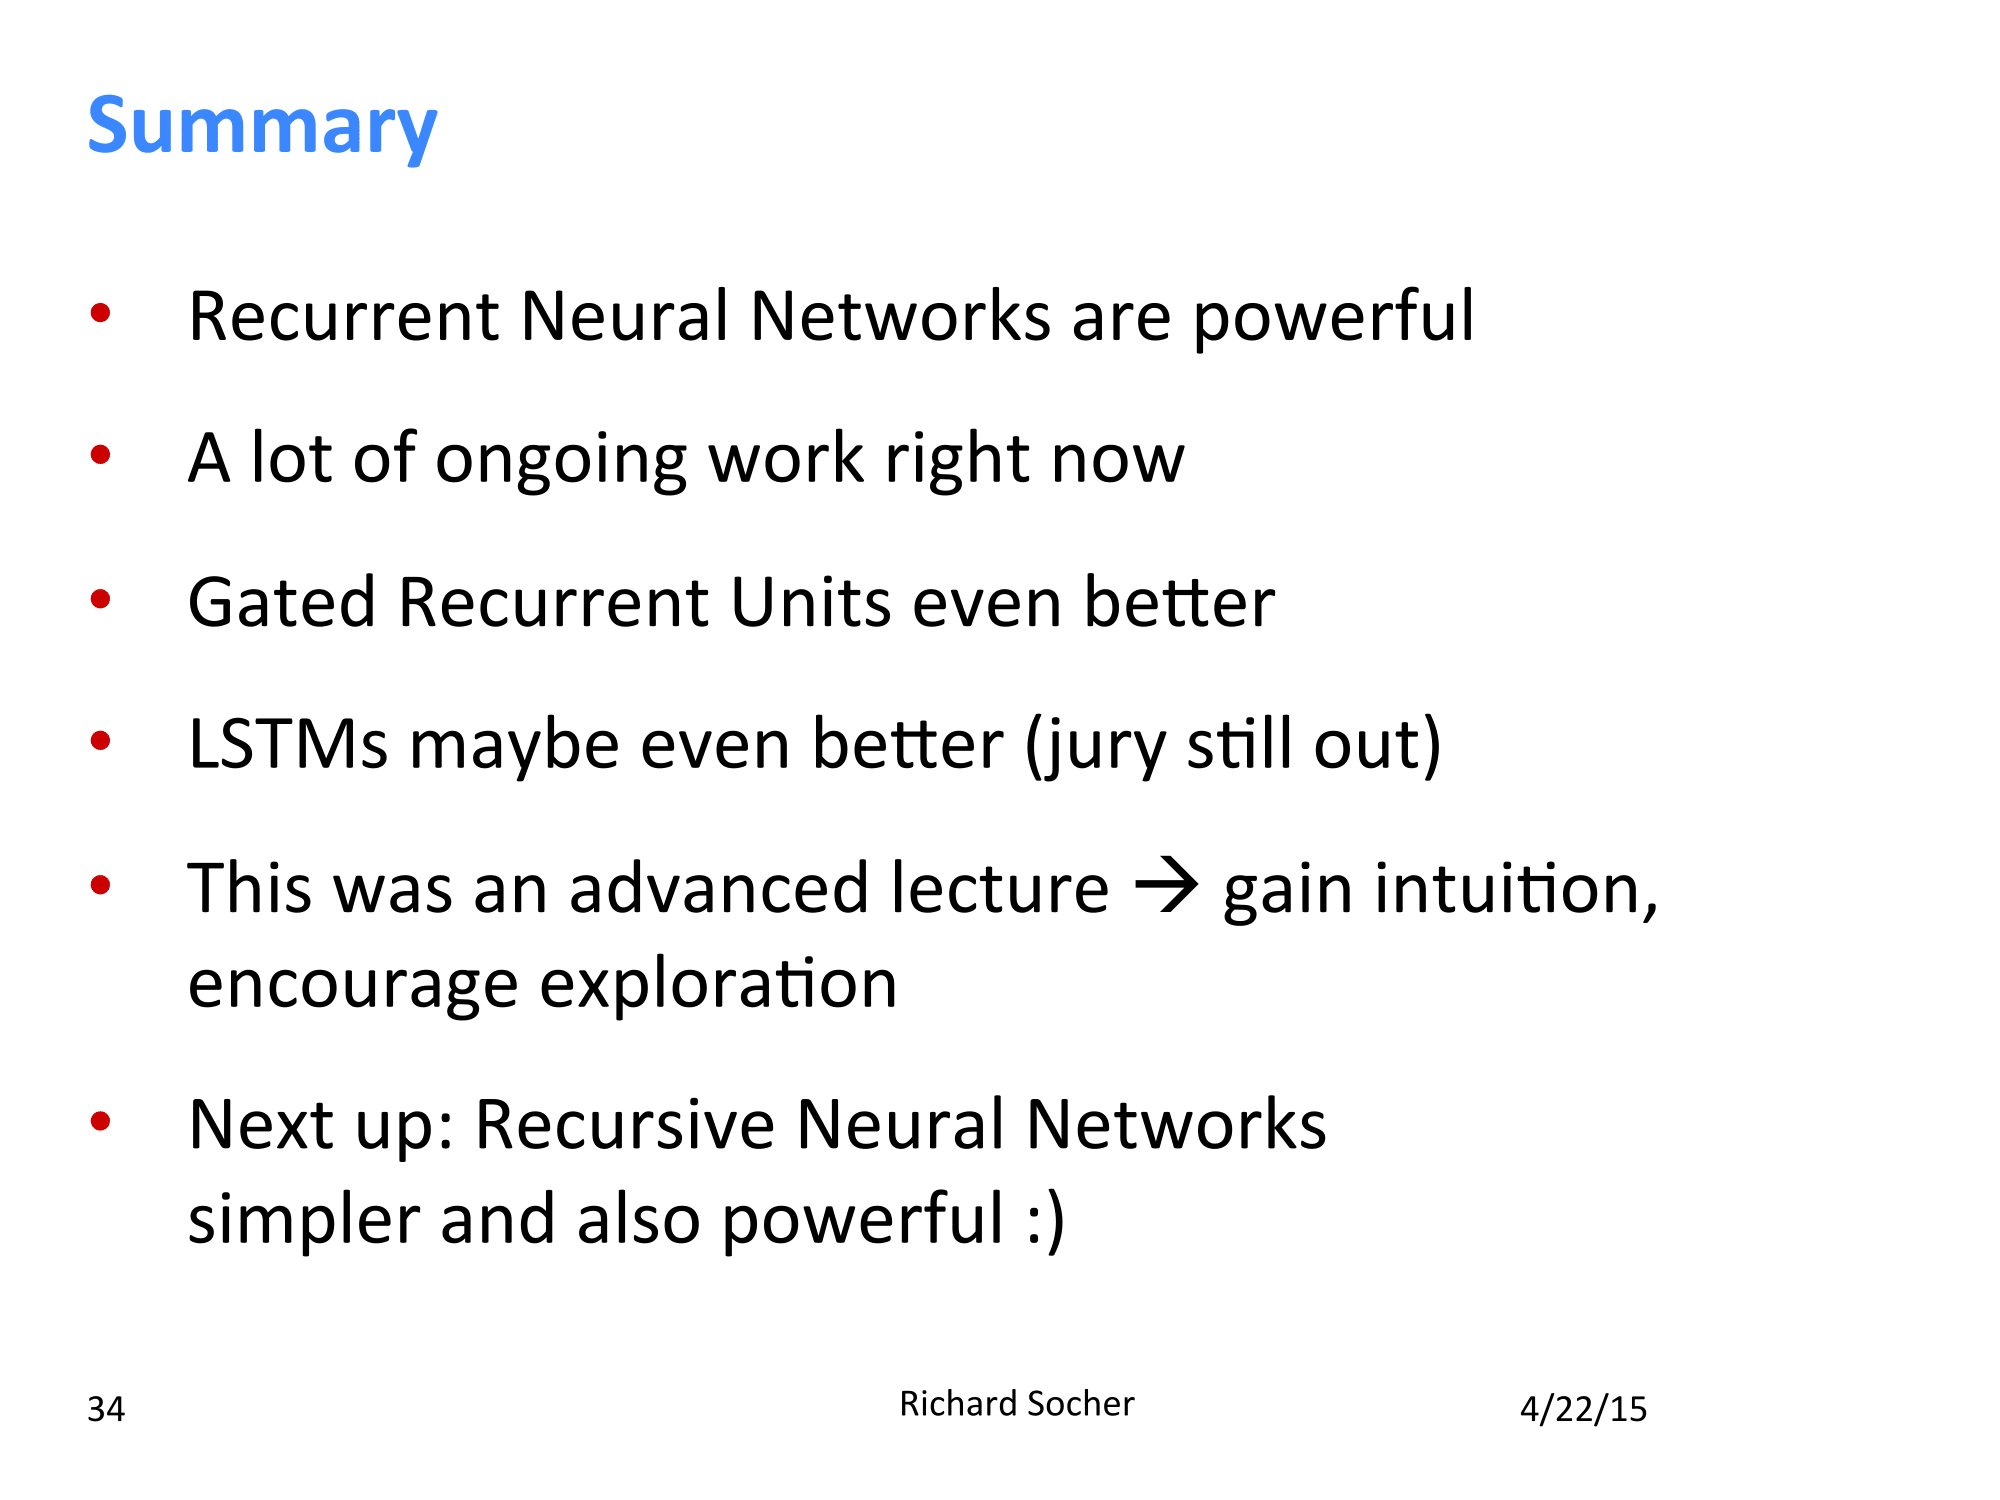 Summary
• Recurrent Neural Networks are powerful
• A lot of ongoing work right now
• Gated Recurrent Units even better
• LSTMs maybe even better (jury still out)
• This was an advanced lecture → gain intuition,
encourage exploration
• Next up: Recursive Neural Networks
simpler and also powerful :)
34 Richard Socher 4/22/15